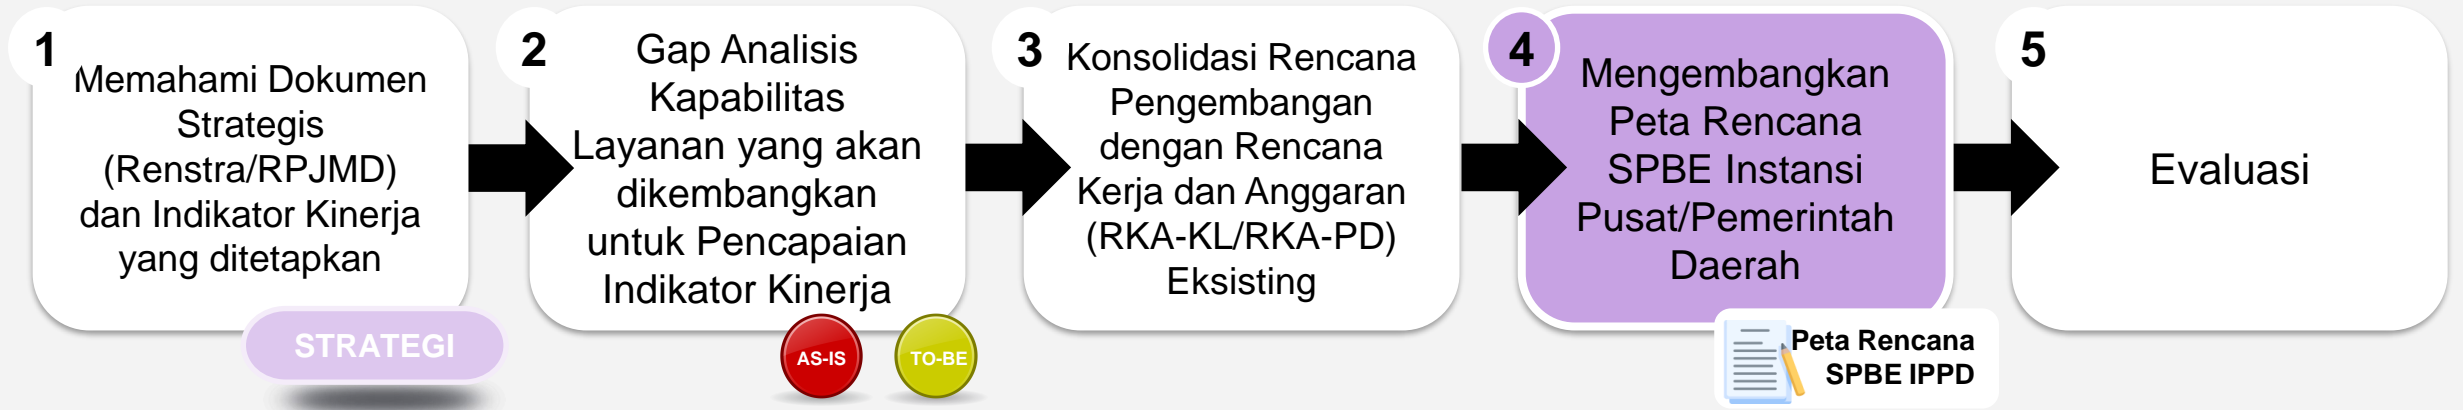 1
Memahami Dokumen
Strategis
(Renstra/RPJMD)
dan Indikator Kinerja
yang ditetapkan
STRATEGI
2
Gap Analisis
Kapabilitas
Layanan yang akan
dikembangkan
untuk Pencapaian
Indikator Kinerja
AS-IS
TO-BE
3
Konsolidasi Rencana
Pengembangan
dengan Rencana
Kerja dan Anggaran
(RKA-KL/RKA-PD)
Eksisting
4
Mengembangkan
Peta Rencana
SPBE Instansi
Pusat/Pemerintah
Daerah
Peta Rencana
SPBE IPPD
5
Evaluasi